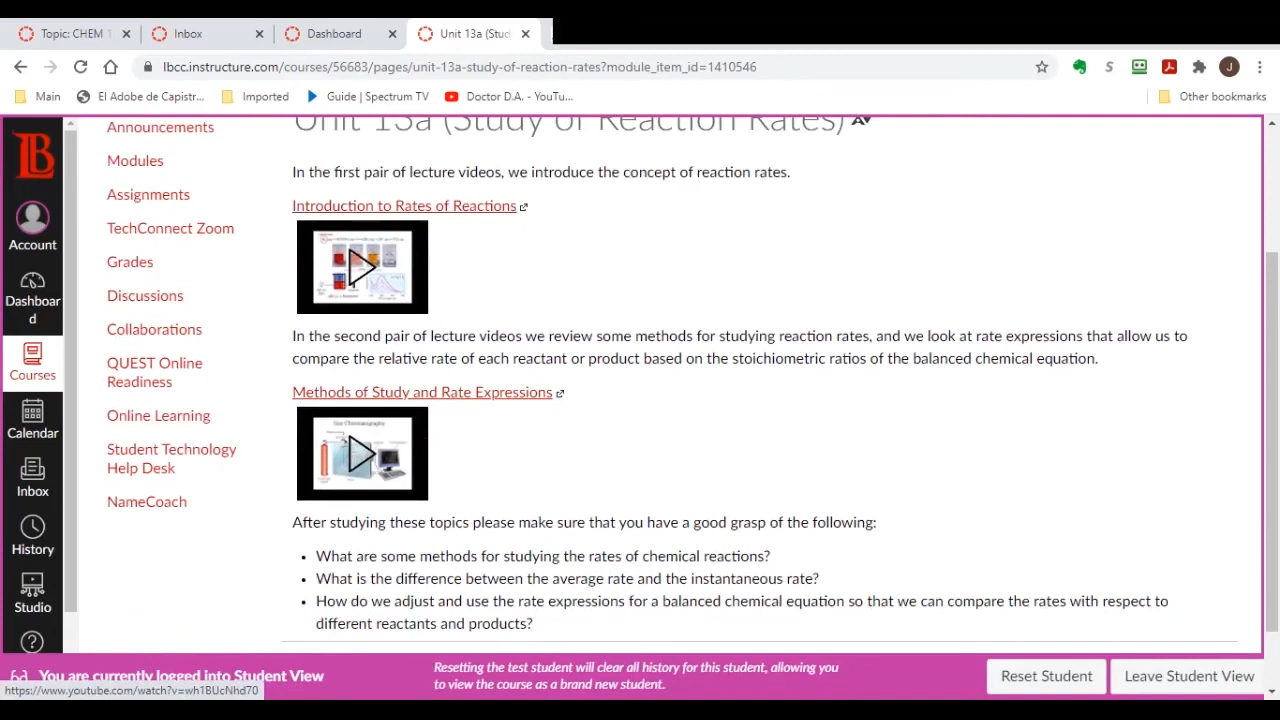 Topic: CHEM 1
Inbox
Dashboard
Unit 13a (Stud
lbcc.instructure.com/courses/56683/pages/unit-13a-study-of-reaction-rates?module_item_id=1410546
S
J
Main
El Adobe de Capistr...
Imported
Guide | Spectrum TV
Doctor D.A. - YouTu...
Other bookmarks
LB
Account
Dashboar
d
Courses
Calendar
Inbox
History
Studio
Announcements
Modules
Assignments
TechConnect Zoom
Grades
Discussions
Collaborations
QUEST Online
Readiness
Online Learning
Student Technology
Help Desk
NameCoach
Unit 13a (Study of Reaction Rates)
In the first pair of lecture videos, we introduce the concept of reaction rates.
Introduction to Rates of Reactions
In the second pair of lecture videos we review some methods for studying reaction rates, and we look at rate expressions that allow us to
compare the relative rate of each reactant or product based on the stoichiometric ratios of the balanced chemical equation.
Methods of Study and Rate Expressions
Gas Chromatography
After studying these topics please make sure that you have a good grasp of the following:
• What are some methods for studying the rates of chemical reactions?
• What is the difference between the average rate and the instantaneous rate?
• How do we adjust and use the rate expressions for a balanced chemical equation so that we can compare the rates with respect to
different reactants and products?
You are currently logged into Student View
Resetting the test student will clear all history for this student, allowing you
to view the course as a brand new student.
Reset Student
Leave Student View
https://www.youtube.com/watch?v=wh1BUcNhd70